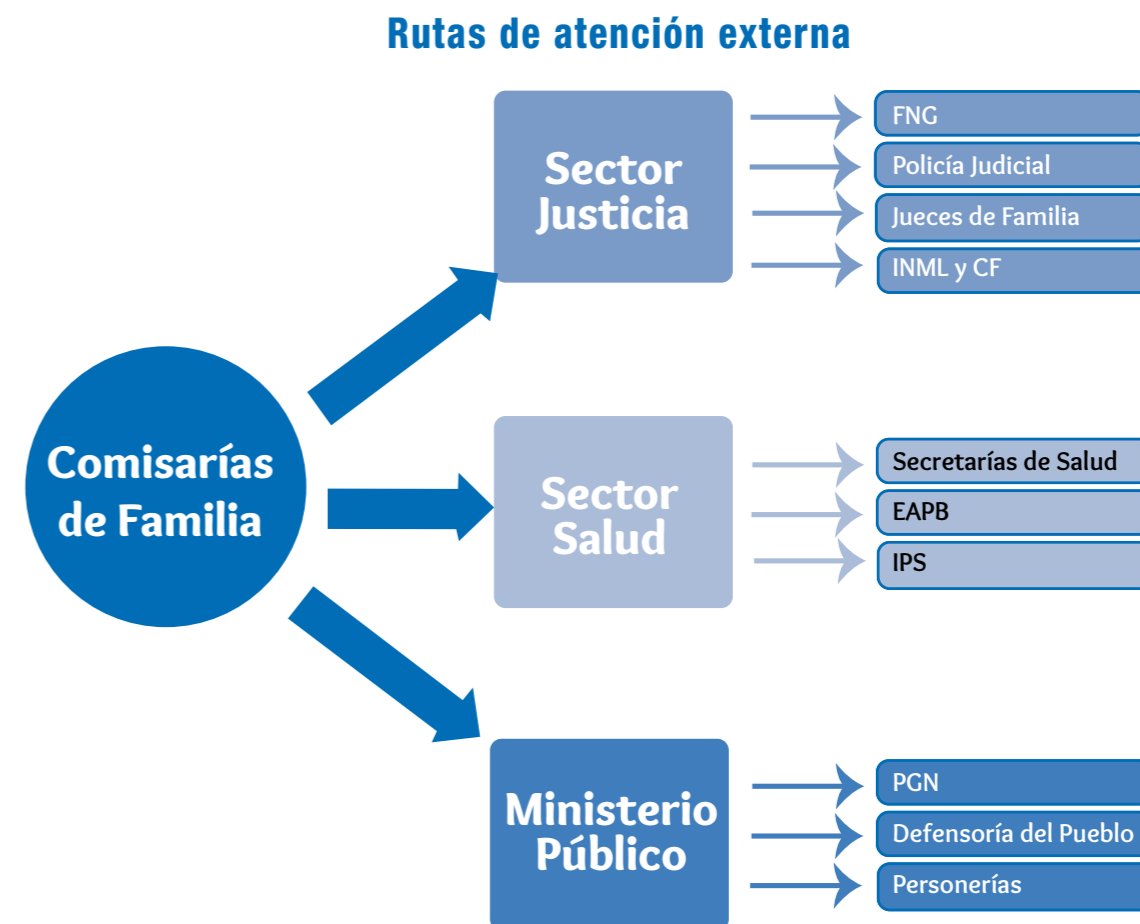 Rutas de atención externa
Comisarías
de Familia
Sector
Justicia
FNG
Policía Judicial
Jueces de Familia
INML y CF
Sector
Salud
Secretarías de Salud
EAPB
IPS
Ministerio
Público
PGN
Defensoría del Pueblo
Personerías